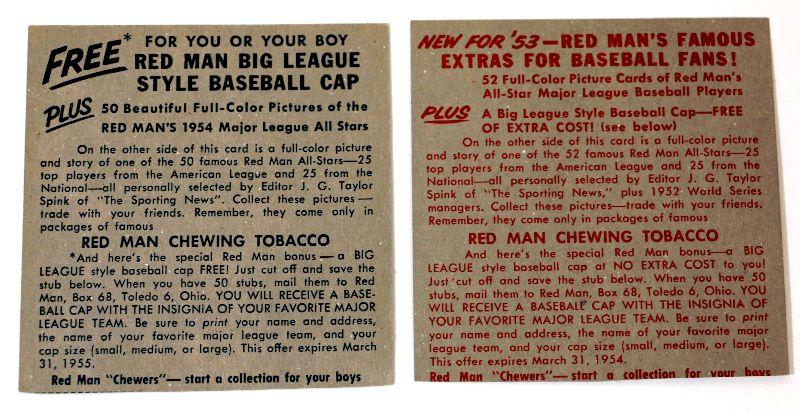 FREE* FOR YOU OR YOUR BOY
RED MAN BIG LEAGUE
STYLE BASEBALL CAP
PLUS 50 Beautiful Full-Color Pictures of the
RED MAN'S 1954 Major League All Stars
On the other side of this card is a full-color picture
and story of one of the 50 famous Red Man All-Stars—25
top players from the American League and 25 from the
National—all personally selected by Editor J. G. Taylor
Spink of "The Sporting News". Collect these pictures—
trade with your friends. Remember, they come only in
packages of famous
RED MAN CHEWING TOBACCO
*And here's the special Red Man bonus—a BIG
LEAGUE style baseball cap FREE! Just cut off and save the
stub below. When you have 50 stubs, mail them to Red
Man, Box 68, Toledo 6, Ohio. YOU WILL RECEIVE A BASE-
BALL CAP WITH THE INSIGNIA OF YOUR FAVORITE MAJOR
LEAGUE TEAM. Be sure to print your name and address,
the name of your favorite major league team, and your
cap size (small, medium, or large). This offer expires March
31, 1955.
Red Man "Chewers"— start a collection for your boys
NEW FOR '53—RED MAN'S FAMOUS
EXTRAS FOR BASEBALL FANS!
52 Full-Color Picture Cards of Red Man's
All-Star Major League Baseball Players
PLUS A Big League Style Baseball Cap—FREE
OF EXTRA COST! (see below)
On the other side of this card is a full-color picture
and story of one of the 52 famous Red Man All-Stars—25
top players from the American League and 25 from the
National—all personally selected by Editor J. G. Taylor
Spink of "The Sporting News," plus 1952 World Series
managers. Collect these pictures—trade with your friends.
Remember, they come only in packages of famous
RED MAN CHEWING TOBACCO
And here's the special Red Man bonus—a BIG
LEAGUE style baseball cap at NO EXTRA COST to you!
Just cut off and save the stub below. When you have 50
stubs, mail them to Red Man, Box 68, Toledo 6, Ohio. YOU
WILL RECEIVE A BASEBALL CAP WITH THE INSIGNIA OF
YOUR FAVORITE MAJOR LEAGUE TEAM. Be sure to print
your name and address, the name of your favorite major
league team, and your cap size (small, medium, or large).
This offer expires March 31, 1954.
Red Man "Chewers"— start a collection for your boys